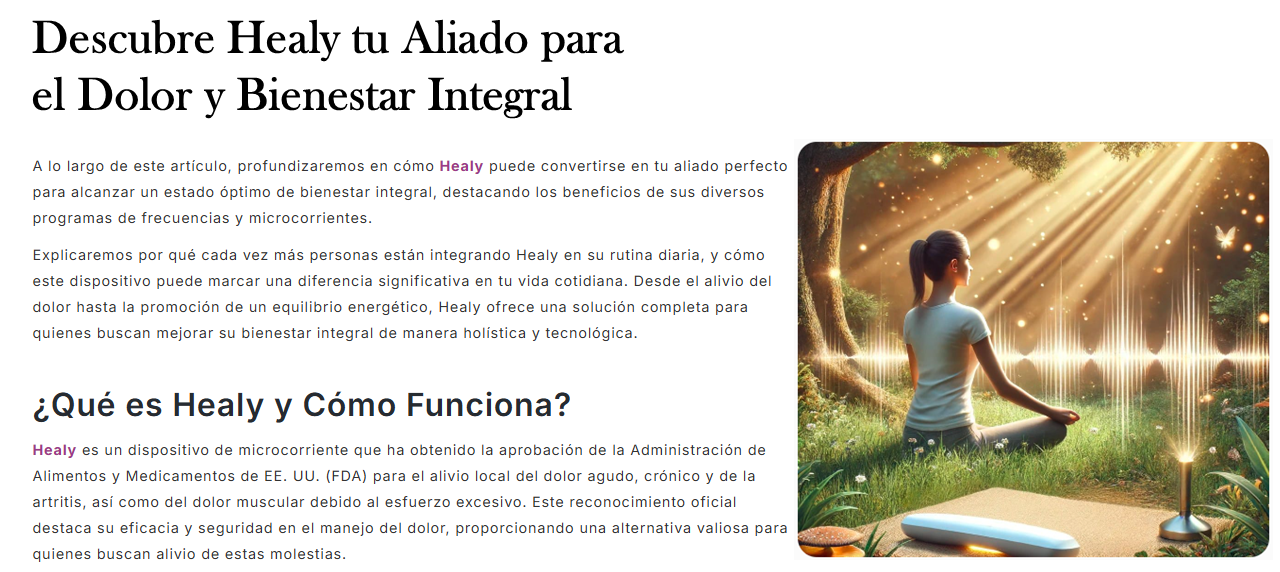 Descubre Healy tu Aliado para
el Dolor y Bienestar Integral
A lo largo de este artículo, profundizaremos en cómo Healy puede convertirse en tu aliado perfecto
para alcanzar un estado óptimo de bienestar integral, destacando los beneficios de sus diversos
programas de frecuencias y microcorrientes.
Explicaremos por qué cada vez más personas están integrando Healy en su rutina diaria, y cómo
este dispositivo puede marcar una diferencia significativa en tu vida cotidiana. Desde el alivio del
dolor hasta la promoción de un equilibrio energético, Healy ofrece una solución completa para
quienes buscan mejorar su bienestar integral de manera holística y tecnológica.
¿Qué es Healy y Cómo Funciona?
Healy es un dispositivo de microcorriente que ha obtenido la aprobación de la Administración de
Alimentos y Medicamentos de EE. UU. (FDA) para el alivio local del dolor agudo, crónico y de la
artritis, así como del dolor muscular debido al esfuerzo excesivo. Este reconocimiento oficial
destaca su eficacia y seguridad en el manejo del dolor, proporcionando una alternativa valiosa para
quienes buscan alivio de estas molestias.